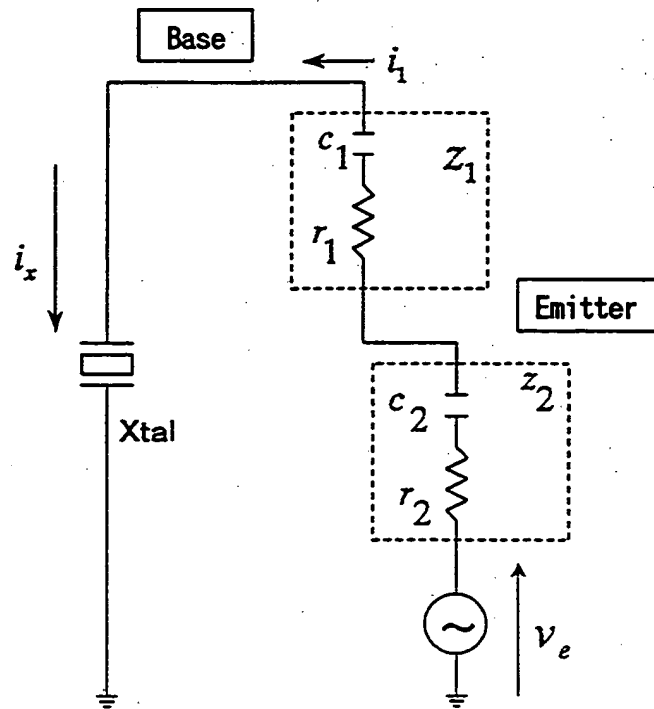 Base
i₁
c₁
Z₁
r₁
iₓ
Emitter
Xtal
z₂
c₂
r₂
~
vₑ